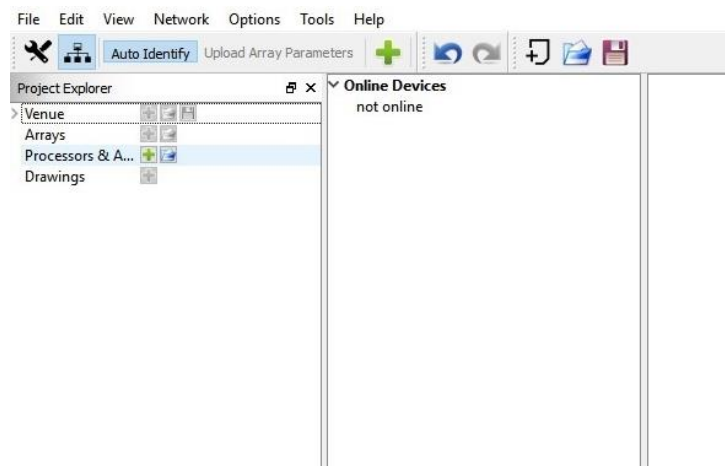 File Edit View Network Options Tools Help
Auto Identify Upload Array Parameters
Project Explorer
Venue
Arrays
Processors & A...
Drawings
Online Devices
not online